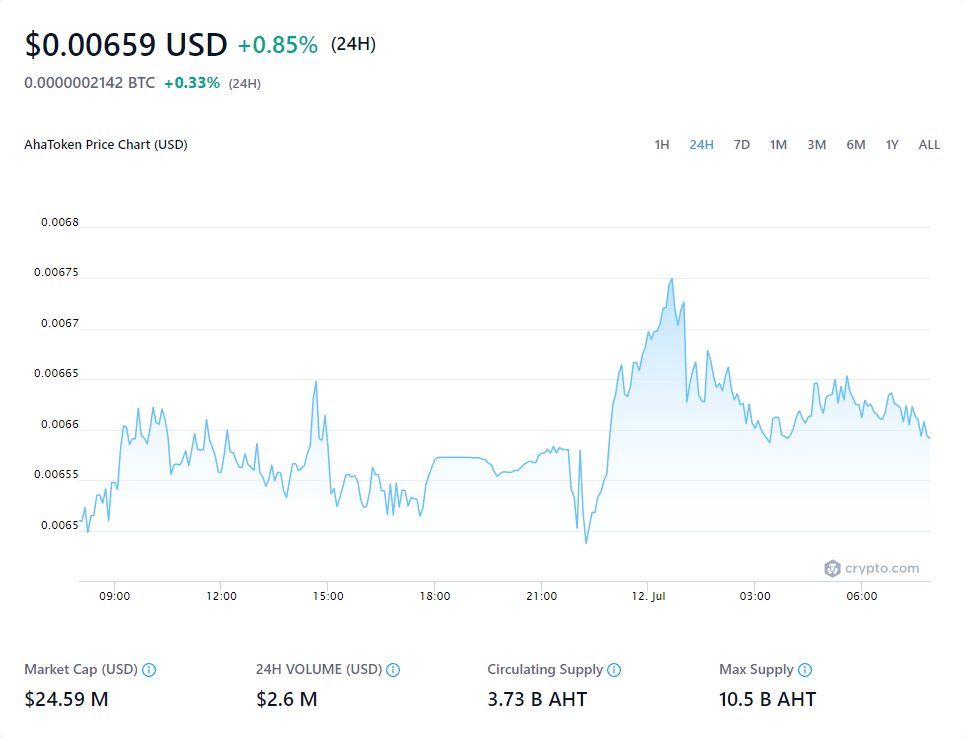 $0.00659 USD +0.85% (24H)
0.0000002142 BTC +0.33% (24H)
AhaToken Price Chart (USD) 1H 24H 7D 1M 3M 6M 1Y ALL
0.0068
0.00675
0.0067
0.00665
0.0066
0.00655
0.0065
crypto.com
09:00 12:00 15:00 18:00 21:00 12. Jul 03:00 06:00
Market Cap (USD) 24H VOLUME (USD) Circulating Supply Max Supply
$24.59 M $2.6 M 3.73 B AHT 10.5 B AHT